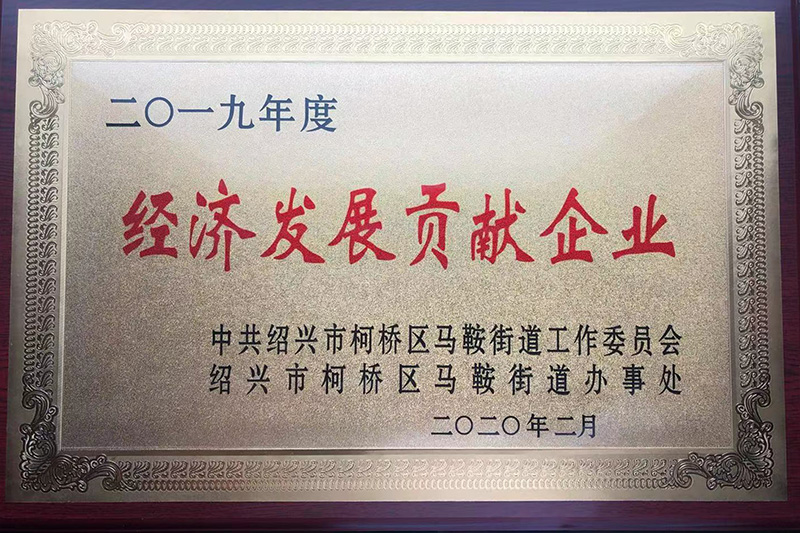 二〇一九年度
经济发展贡献企业
中共绍兴市柯桥区马鞍街道工作委员会
绍兴市柯桥区马鞍街道办事处
二〇二〇年二月